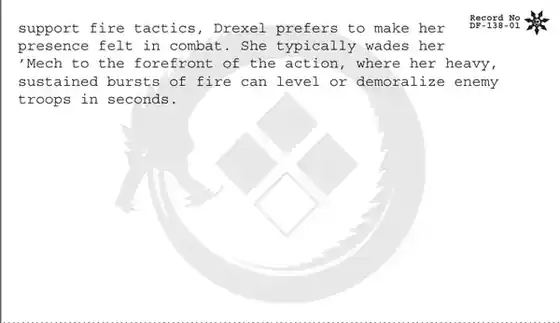 support fire tactics, Drexel prefers to make her
presence felt in combat. She typically wades her
’Mech to the forefront of the action, where her heavy,
sustained bursts of fire can level or demoralize enemy
troops in seconds.
Record No
DF-138-01